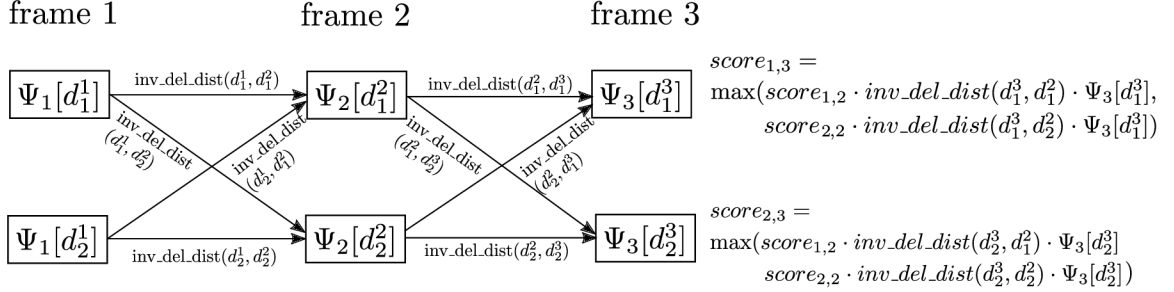 frame 1 frame 2 frame 3
Ψ₁[d₁¹] inv_del_dist(d₁¹, d₁²) Ψ₂[d₁²] inv_del_dist(d₁², d₁³) Ψ₃[d₁³]
inv_del_dist
(d₁¹, d₂²)
inv_del_dist
(d₂¹, d₁²)
inv_del_dist
(d₁², d₂³)
inv_del_dist
(d₂², d₁³)
Ψ₁[d₂¹] inv_del_dist(d₂¹, d₂²) Ψ₂[d₂²] inv_del_dist(d₂², d₂³) Ψ₃[d₂³]
score₁,₃ =
max(score₁,₂ · inv_del_dist(d₁³, d₁²) · Ψ₃[d₁³],
score₂,₂ · inv_del_dist(d₁³, d₂²) · Ψ₃[d₁³])
score₂,₃ =
max(score₁,₂ · inv_del_dist(d₂³, d₁²) · Ψ₃[d₂³]
score₂,₂ · inv_del_dist(d₂³, d₂²) · Ψ₃[d₂³])